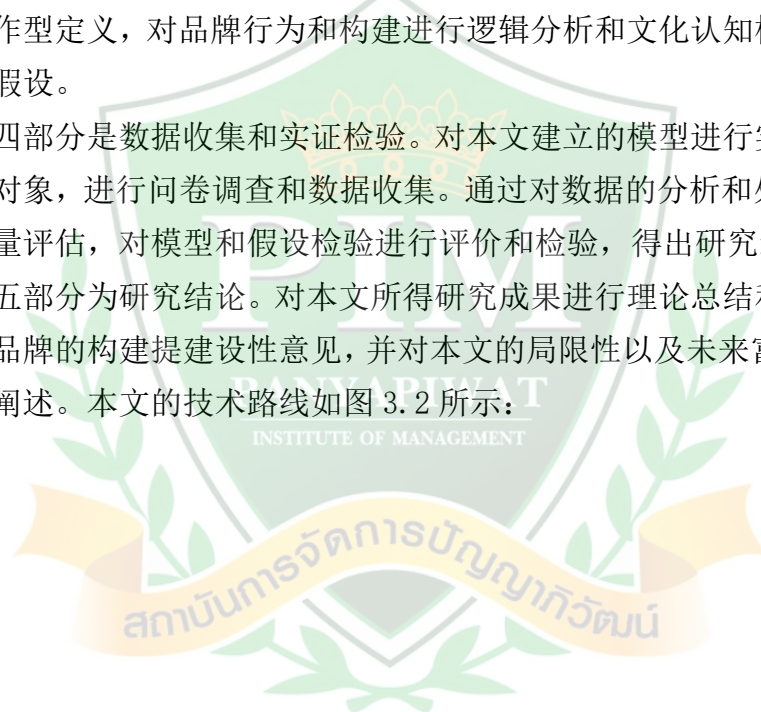 作型定义，对品牌行为和构建进行逻辑分析和文化认知
假设。
四部分是数据收集和实证检验。对本文建立的模型进行
对象，进行问卷调查和数据收集。通过对数据的分析和
量评估，对模型和假设检验进行评价和检验，得出研究
五部分为研究结论。对本文所得研究成果进行理论总结
品牌的构建提建设性意见，并对本文的局限性以及未来
阐述。本文的技术路线如图 3.2 所示：
PIM
PANYAPIWAT
INSTITUTE OF MANAGEMENT
สถาบันการจัดการปัญญาภิวัฒน์